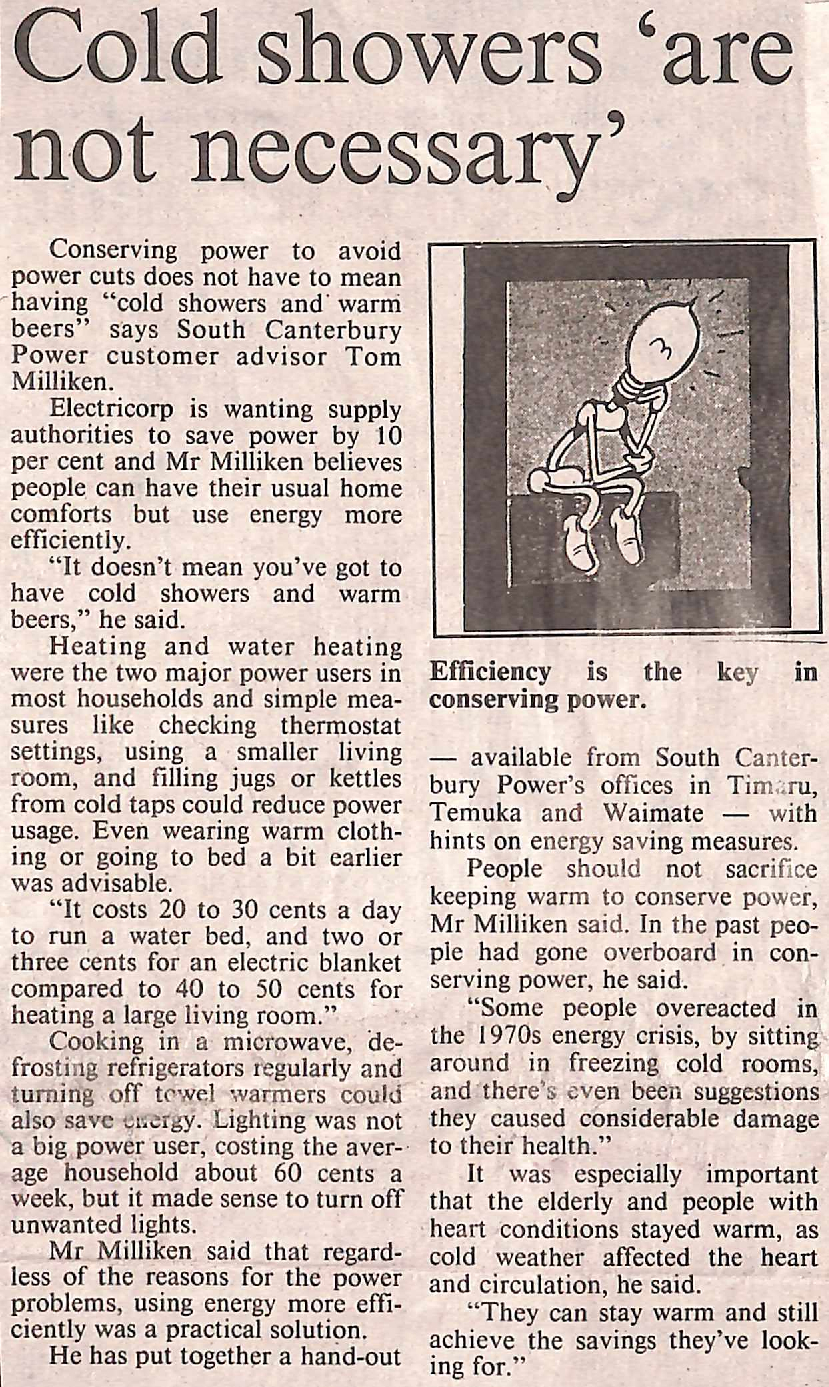 Cold showers ‘are
not necessary’
Conserving power to avoid
power cuts does not have to mean
having “cold showers and warm
beers” says South Canterbury
Power customer advisor Tom
Milliken.
Electricorp is wanting supply
authorities to save power by 10
per cent and Mr Milliken believes
people can have their usual home
comforts but use energy more
efficiently.
“It doesn't mean you've got to
have cold showers and warm
beers,” he said.
Heating and water heating
were the two major power users in
most households and simple mea-
sures like checking thermostat
settings, using a smaller living
room, and filling jugs or kettles
from cold taps could reduce power
usage. Even wearing warm cloth-
ing or going to bed a bit earlier
was advisable.
“It costs 20 to 30 cents a day
to run a water bed, and two or
three cents for an electric blanket
compared to 40 to 50 cents for
heating a large living room.”
Cooking in a microwave, de-
frosting refrigerators regularly and
turning off towel warmers could
also save energy. Lighting was not
a big power user, costing the aver-
age household about 60 cents a
week, but it made sense to turn off
unwanted lights.
Mr Milliken said that regard-
less of the reasons for the power
problems, using energy more effi-
ciently was a practical solution.
He has put together a hand-out
Efficiency is the key in
conserving power.
— available from South Canter-
bury Power's offices in Timaru,
Temuka and Waimate — with
hints on energy saving measures.
People should not sacrifice
keeping warm to conserve power,
Mr Milliken said. In the past peo-
ple had gone overboard in con-
serving power, he said.
“Some people overreacted in
the 1970s energy crisis, by sitting
around in freezing cold rooms,
and there's even been suggestions
they caused considerable damage
to their health.”
It was especially important
that the elderly and people with
heart conditions stayed warm, as
cold weather affected the heart
and circulation, he said.
“They can stay warm and still
achieve the savings they've look-
ing for.”